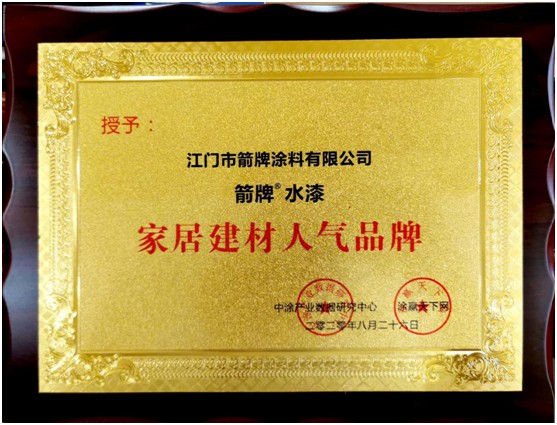 授予：
江门市箭牌涂料有限公司
箭牌® 水漆
家居建材人气品牌
中涂产业数据研究中心 涂赢天下网
二零二零年八月二十六日